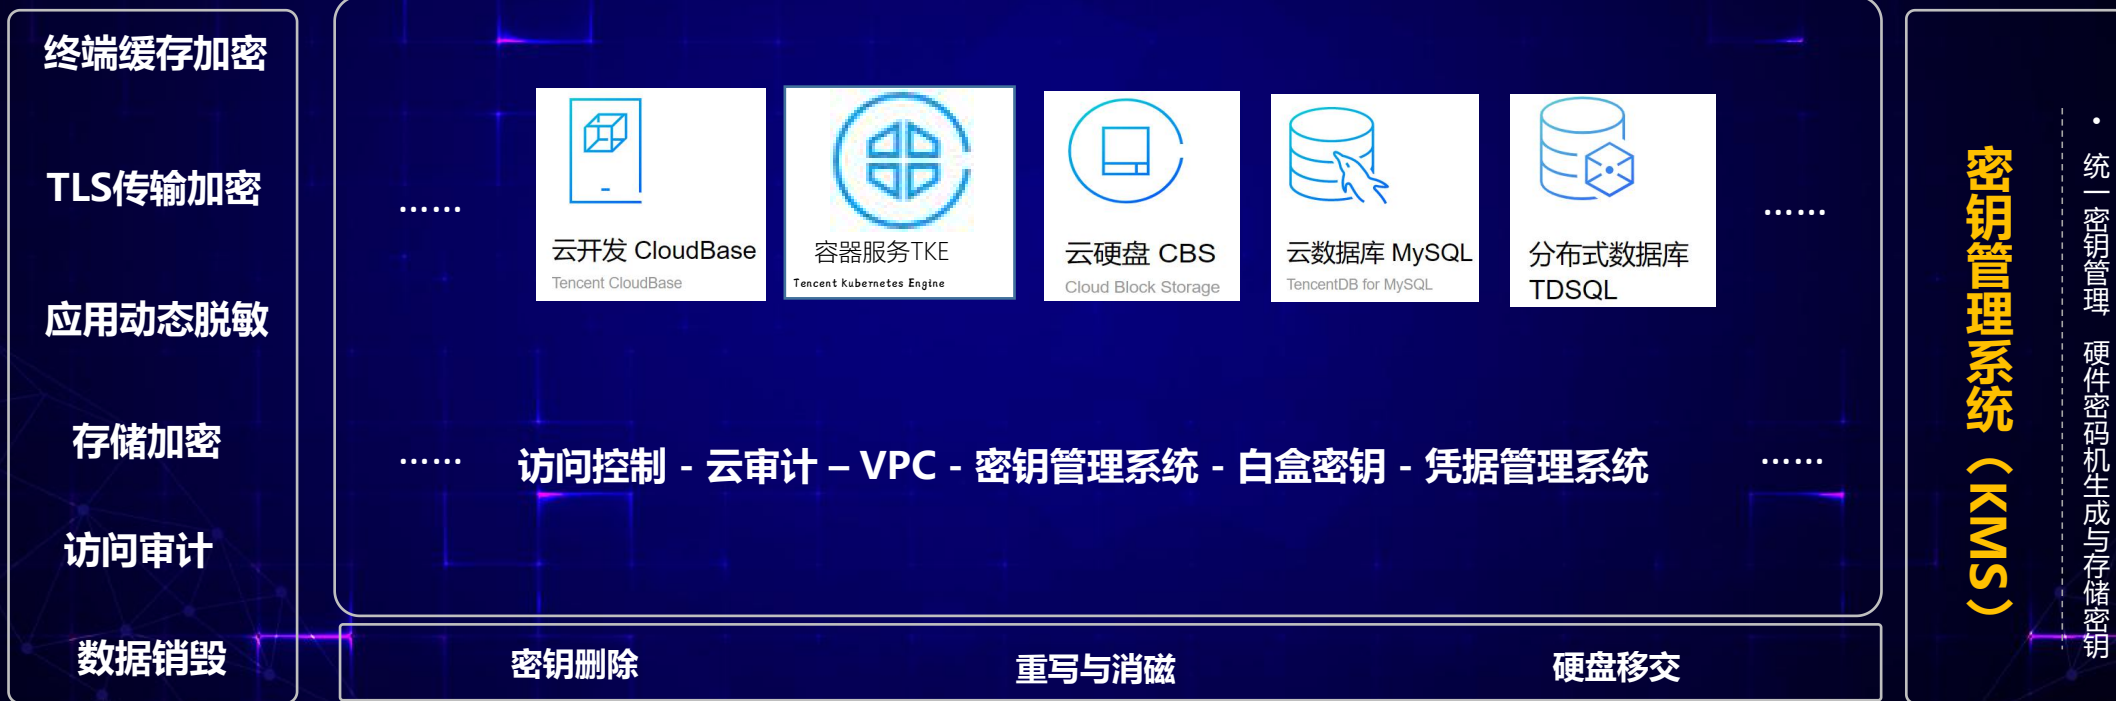 终端缓存加密
TLS传输加密
应用动态脱敏
存储加密
访问审计
数据销毁
……
云开发 CloudBase
Tencent CloudBase
容器服务TKE
Tencent Kubernetes Engine
云硬盘 CBS
Cloud Block Storage
云数据库 MySQL
TencentDB for MySQL
分布式数据库
TDSQL
……
……
访问控制 - 云审计 – VPC - 密钥管理系统 - 白盒密钥 - 凭据管理系统
……
密钥删除
重写与消磁
硬盘移交
密钥管理系统（KMS）
• 统一密钥管理，硬件密码机生成与存储密钥